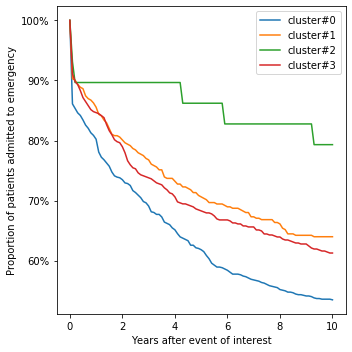 100%
90%
80%
70%
60%
Proportion of patients admitted to emergency
cluster#0
cluster#1
cluster#2
cluster#3
0 2 4 6 8 10
Years after event of interest